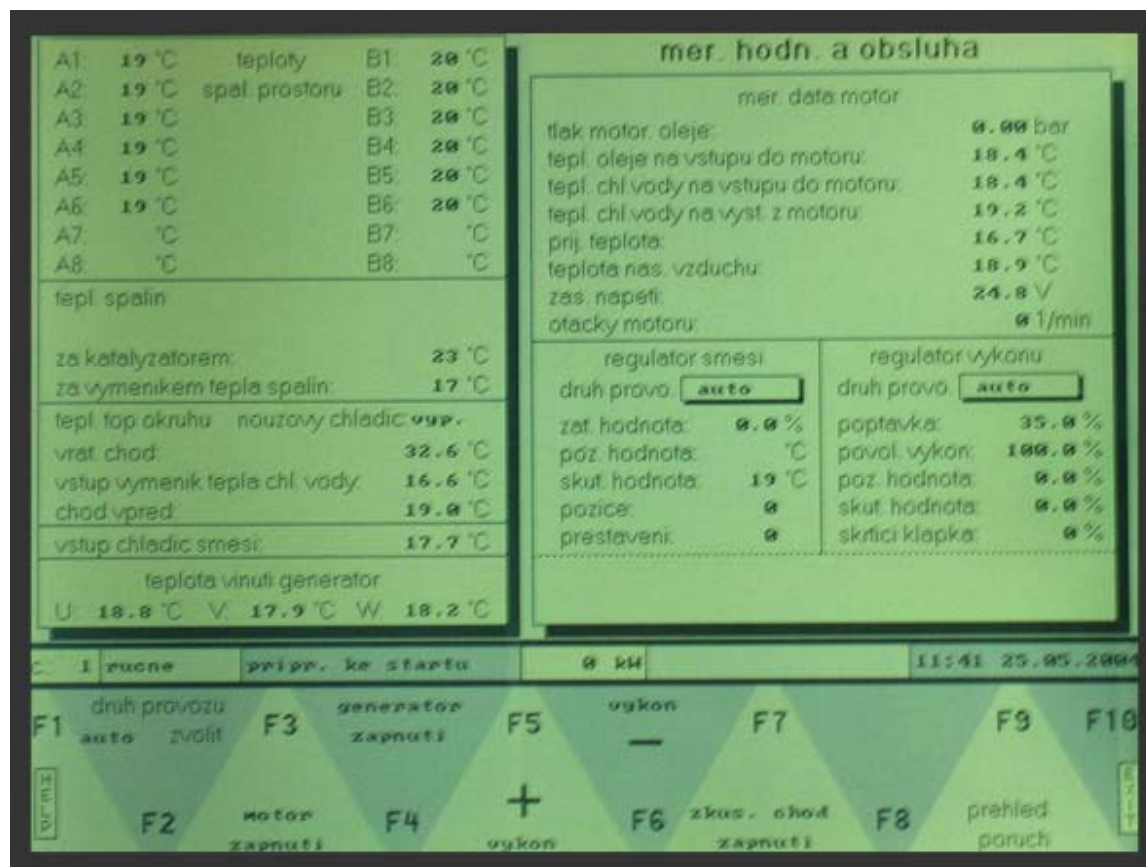 A1: 19 °C teploty B1: 20 °C
A2: 19 °C spal. prostoru B2: 20 °C
A3: 19 °C B3: 20 °C
A4: 19 °C B4: 20 °C
A5: 19 °C B5: 20 °C
A6: 19 °C B6: 20 °C
A7: °C B7: °C
A8: °C B8: °C
tepl. spalin
za katalyzatorem: 23 °C
za vymenikem tepla spalin: 17 °C
tepl. top okruhu nouzovy chladic vyp.
vrat. chod: 32.6 °C
vstup vymenik tepla chl. vody: 16.6 °C
chod vpred: 19.0 °C
vstup chladic smesi: 17.7 °C
teplota vinuti generator
U: 18.8 °C V: 17.9 °C W: 18.2 °C
mer. hodn. a obsluha
mer. data motor
tlak motor. oleje: 0.00 bar
tepl. oleje na vstupu do motoru: 18.4 °C
tepl. chl.vody na vstupu do motoru: 18.4 °C
tepl. chl.vody na vyst. z motoru: 19.2 °C
prij. teplota: 16.7 °C
teplota nas. vzduchu: 18.9 °C
zas. napeti: 24.8 V
otacky motoru: 0 1/min
regulator smesi
druh provo. auto
zat. hodnota: 0.0 %
poz. hodnota: °C
skut. hodnota: 19 °C
pozice: 0
prestaveni: 0
regulator vykonu
druh provo. auto
poptavka: 35.0 %
povol. vykon: 100.0 %
poz. hodnota: 0.0 %
skut. hodnota: 0.0 %
skrtici klapka: 0 %
1 rucne pripr. ke startu 0 kW 11:41 25.05.2004
F1 druh provozu auto zvolit F3 generator zapnuti F5 vykon − F7 F9 F10
HELP F2 motor zapnuti F4 + vykon F6 zkus. chod zapnuti F8 prehled poruch EXIT